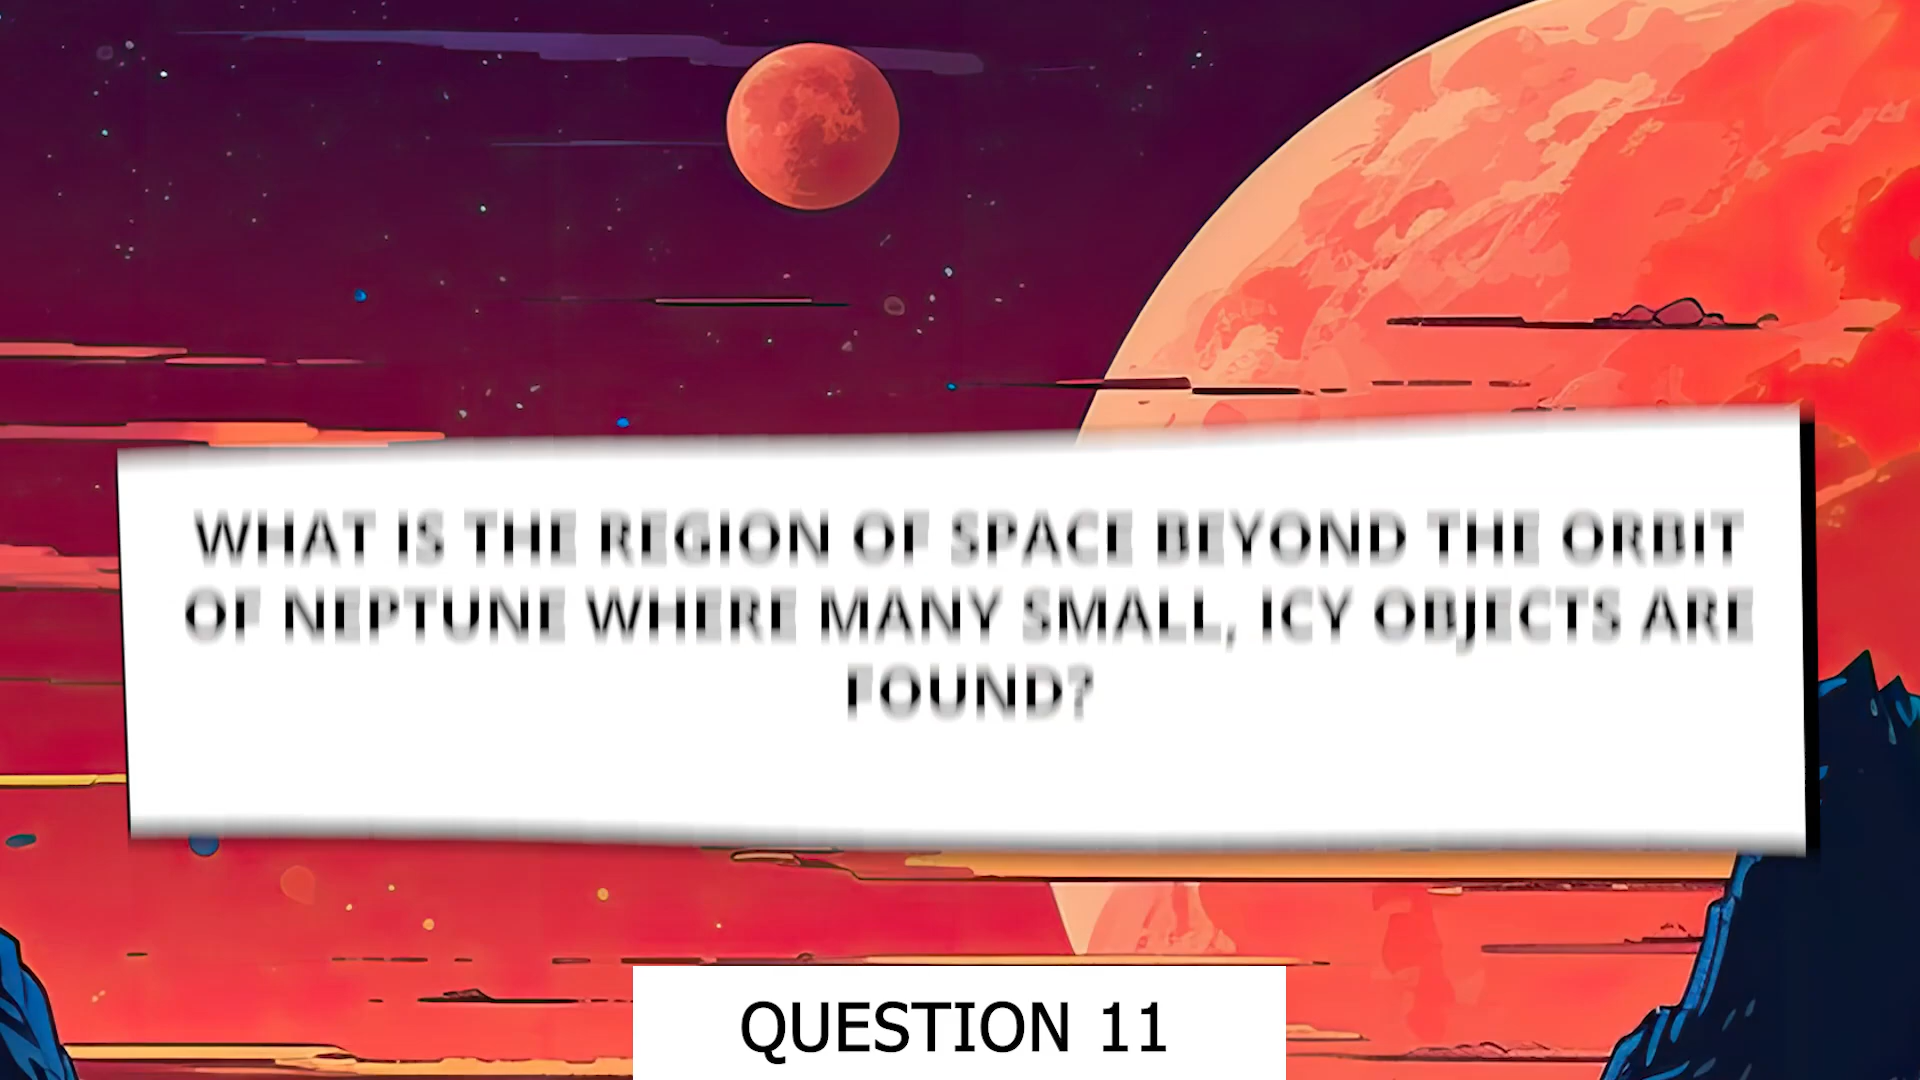 WHAT IS THE REGION OF SPACE BEYOND THE ORBIT
OF NEPTUNE WHERE MANY SMALL, ICY OBJECTS ARE
FOUND?
QUESTION 11